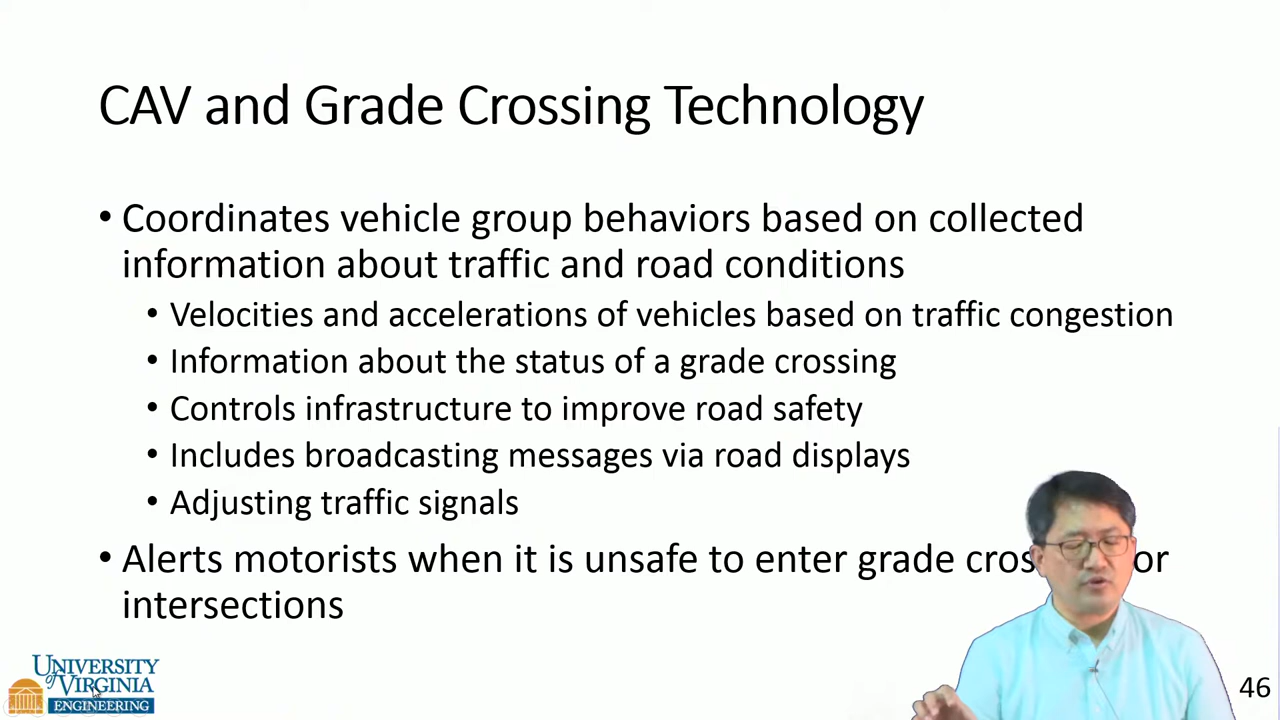 CAV and Grade Crossing Technology
• Coordinates vehicle group behaviors based on collected
information about traffic and road conditions
• Velocities and accelerations of vehicles based on traffic congestion
• Information about the status of a grade crossing
• Controls infrastructure to improve road safety
• Includes broadcasting messages via road displays
• Adjusting traffic signals
• Alerts motorists when it is unsafe to enter grade or
intersections
UNIVERSITY
of VIRGINIA
ENGINEERING
46